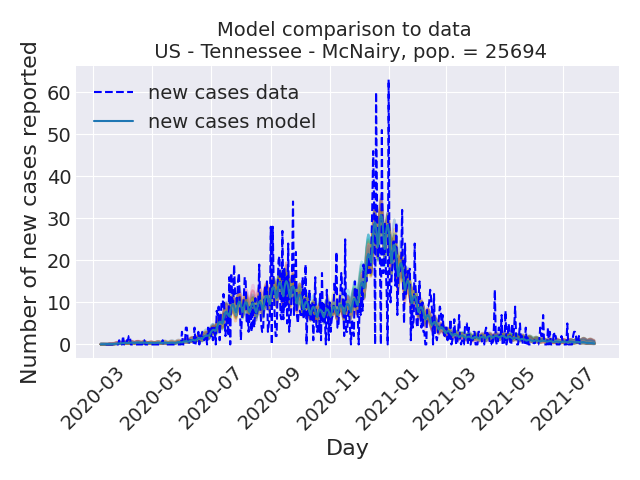 Model comparison to data
US - Tennessee - McNairy, pop. = 25694
Number of new cases reported
60
50
40
30
20
10
0
new cases data
new cases model
2020-03
2020-05
2020-07
2020-09
2020-11
2021-01
2021-03
2021-05
2021-07
Day